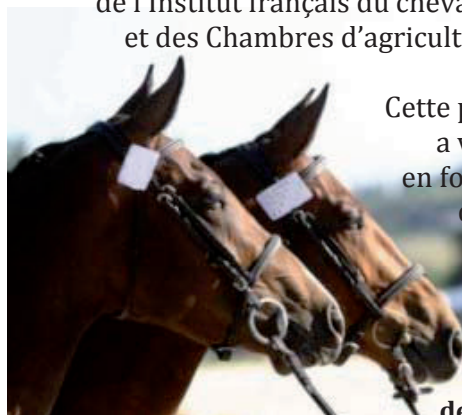 de l'Institut français du cheva
et des Chambres d'agricult
Cette p
a v
en fo
de